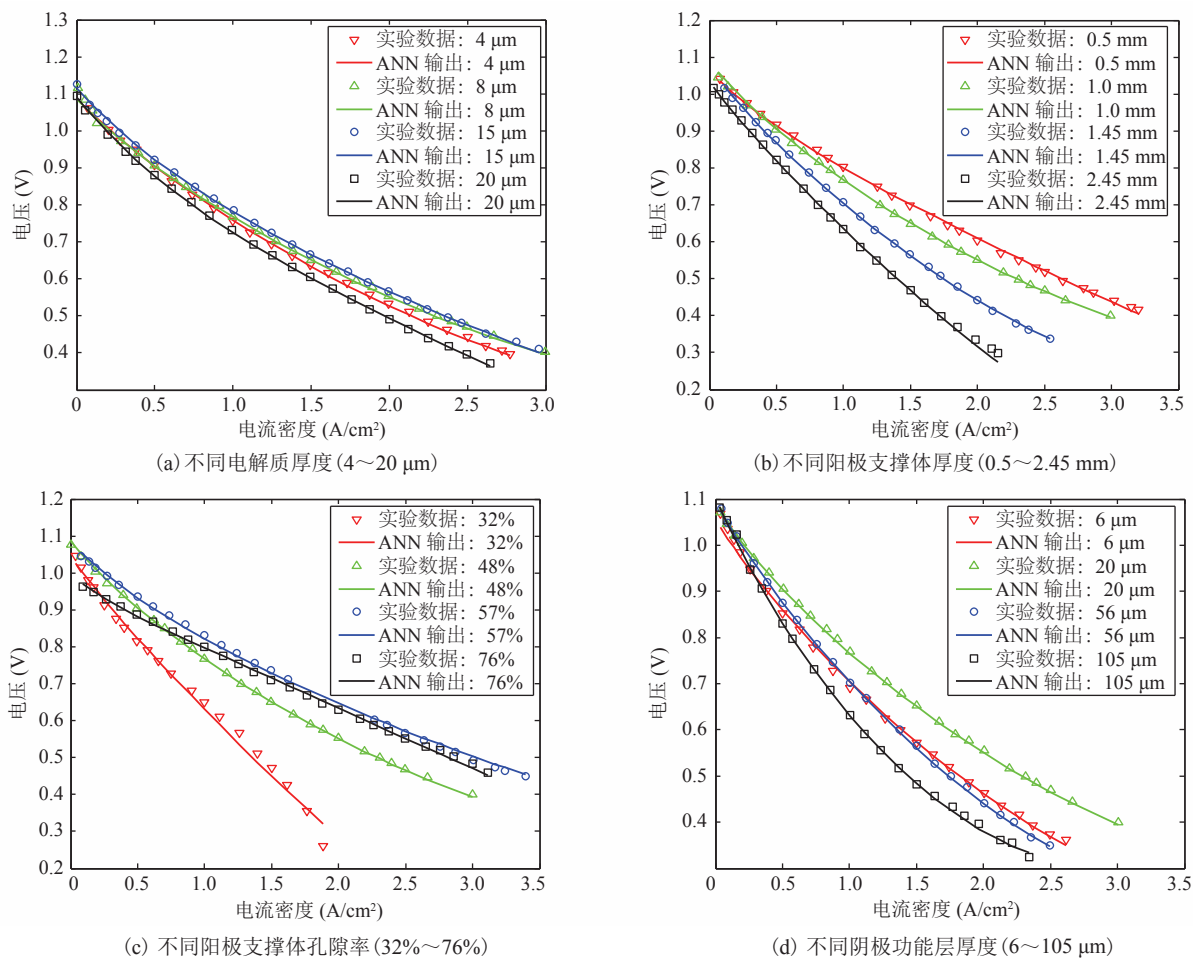 1.3
1.2
1.1
1.0
0.9
0.8
0.7
0.6
0.5
0.4
电压 (V)
0
0.5
1.0
1.5
2.0
2.5
3.0
电流密度 (A/cm²)
实验数据：4 μm
ANN 输出：4 μm
实验数据：8 μm
ANN 输出：8 μm
实验数据：15 μm
ANN 输出：15 μm
实验数据：20 μm
ANN 输出：20 μm
(a) 不同电解质厚度(4～20 μm)
1.2
1.1
1.0
0.9
0.8
0.7
0.6
0.5
0.4
0.3
0.2
电压 (V)
0
0.5
1.0
1.5
2.0
2.5
3.0
3.5
电流密度 (A/cm²)
实验数据：0.5 mm
ANN 输出：0.5 mm
实验数据：1.0 mm
ANN 输出：1.0 mm
实验数据：1.45 mm
ANN 输出：1.45 mm
实验数据：2.45 mm
ANN 输出：2.45 mm
(b) 不同阳极支撑体厚度(0.5～2.45 mm)
1.2
1.1
1.0
0.9
0.8
0.7
0.6
0.5
0.4
0.3
0.2
电压 (V)
0
0.5
1.0
1.5
2.0
2.5
3.0
3.5
电流密度 (A/cm²)
实验数据：32%
ANN 输出：32%
实验数据：48%
ANN 输出：48%
实验数据：57%
ANN 输出：57%
实验数据：76%
ANN 输出：76%
(c) 不同阳极支撑体孔隙率(32%～76%)
1.1
1.0
0.9
0.8
0.7
0.6
0.5
0.4
电压 (V)
0
0.5
1.0
1.5
2.0
2.5
3.0
3.5
电流密度 (A/cm²)
实验数据：6 μm
ANN 输出：6 μm
实验数据：20 μm
ANN 输出：20 μm
实验数据：56 μm
ANN 输出：56 μm
实验数据：105 μm
ANN 输出：105 μm
(d) 不同阴极功能层厚度(6～105 μm)